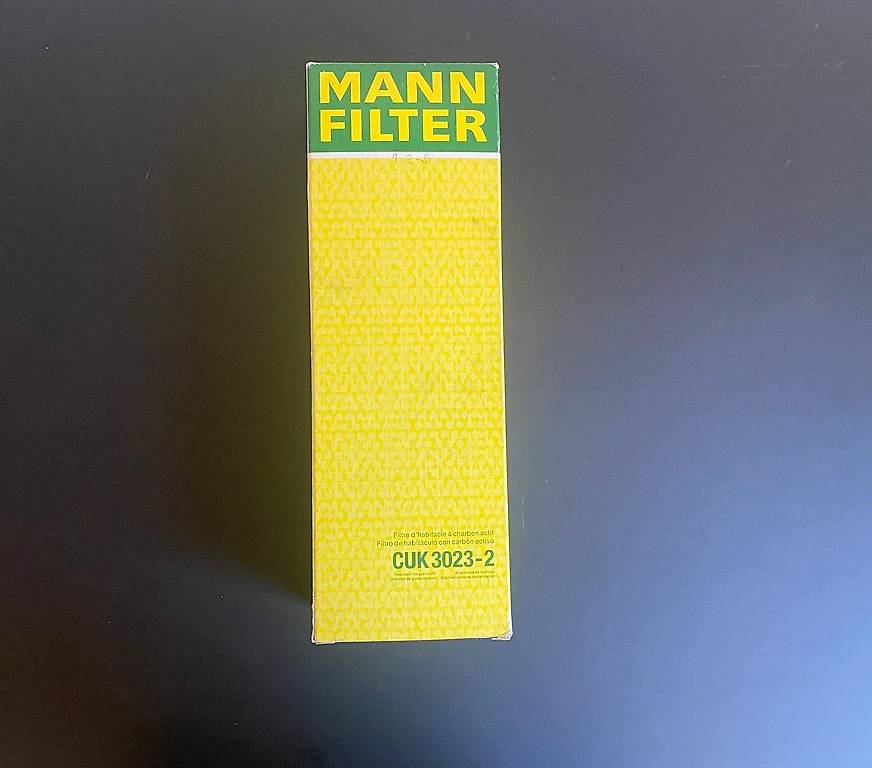 MANN
FILTER
Filtre d'habitacle à charbon actif
Filtro de habitáculo con carbón activo
CUK 3023-2